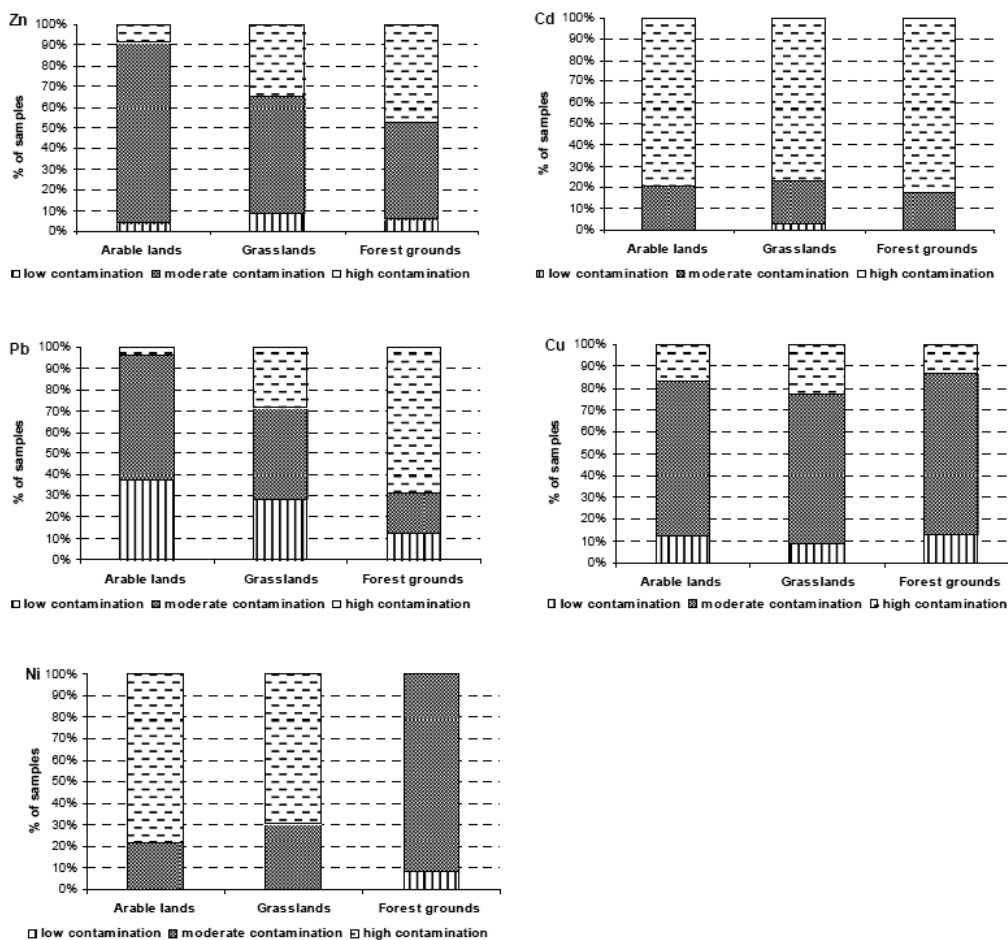 Zn
100%
90%
80%
70%
60%
50%
40%
30%
20%
10%
0%
% of samples
Arable lands Grasslands Forest grounds
low contamination moderate contamination high contamination
Cd
100%
90%
80%
70%
60%
50%
40%
30%
20%
10%
0%
% of samples
Arable lands Grasslands Forest grounds
low contamination moderate contamination high contamination
Pb
100%
90%
80%
70%
60%
50%
40%
30%
20%
10%
0%
% of samples
Arable lands Grasslands Forest grounds
low contamination moderate contamination high contamination
Cu
100%
90%
80%
70%
60%
50%
40%
30%
20%
10%
0%
% of samples
Arable lands Grasslands Forest grounds
low contamination moderate contamination high contamination
Ni
100%
90%
80%
70%
60%
50%
40%
30%
20%
10%
0%
% of samples
Arable lands Grasslands Forest grounds
low contamination moderate contamination high contamination